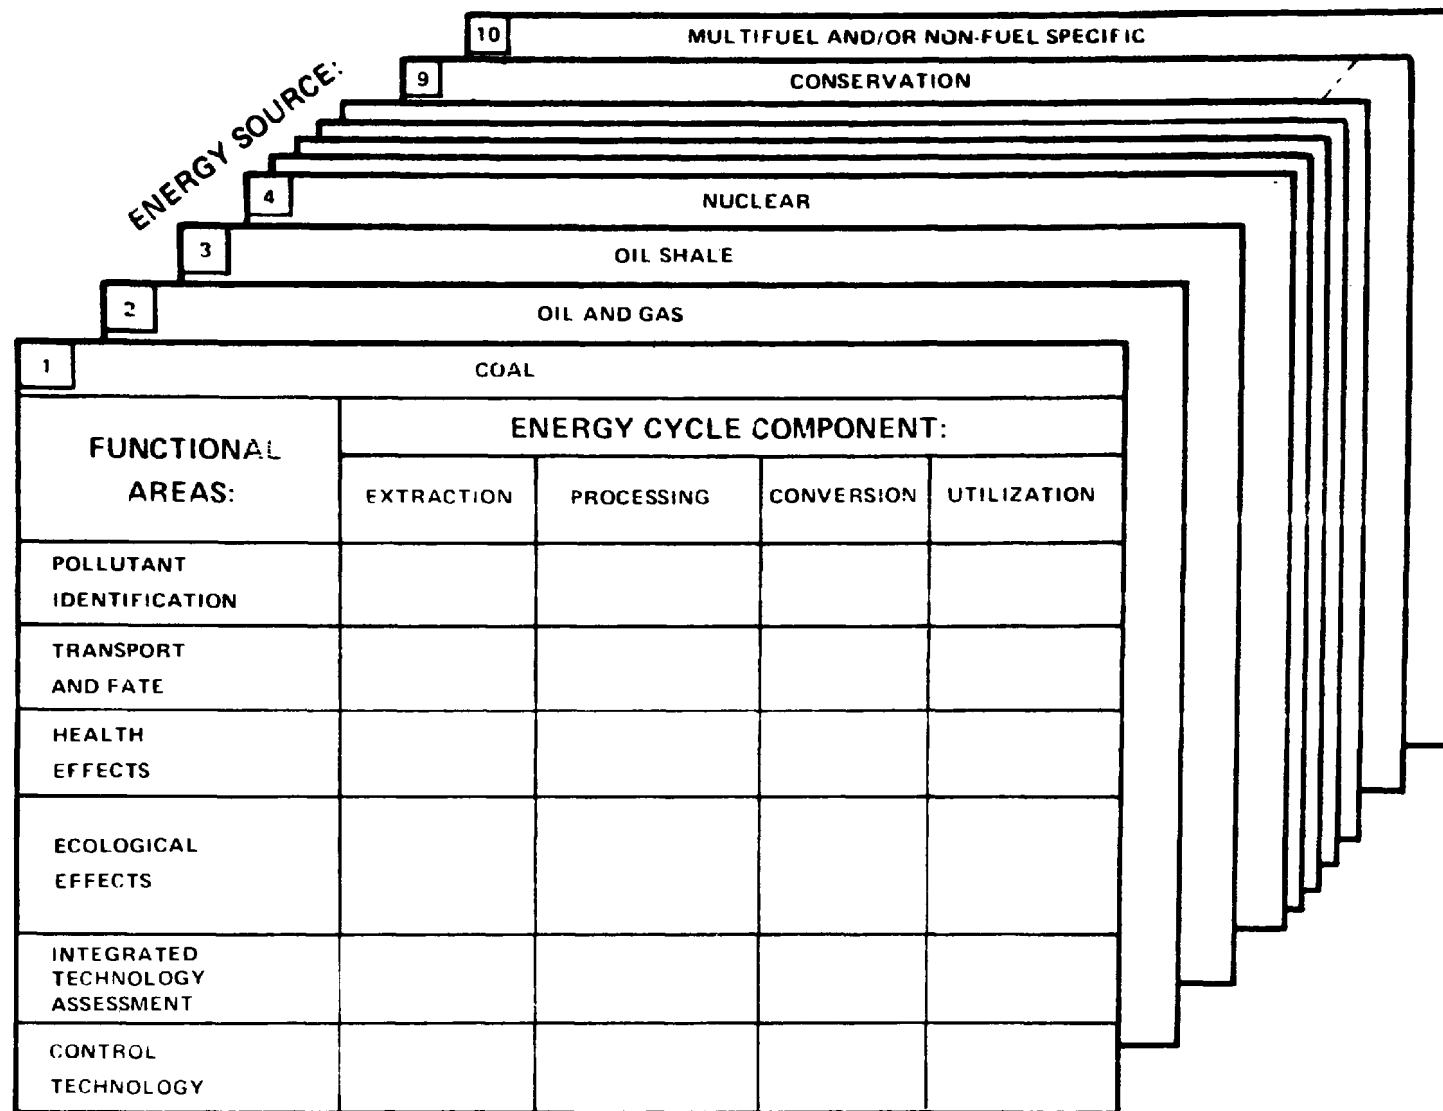 10
MULTIFUEL AND/OR NON-FUEL SPECIFIC
9
CONSERVATION
ENERGY SOURCE:
4
NUCLEAR
3
OIL SHALE
2
OIL AND GAS
1
COAL
FUNCTIONAL
AREAS:
ENERGY CYCLE COMPONENT:
EXTRACTION
PROCESSING
CONVERSION
UTILIZATION
POLLUTANT
IDENTIFICATION
TRANSPORT
AND FATE
HEALTH
EFFECTS
ECOLOGICAL
EFFECTS
INTEGRATED
TECHNOLOGY
ASSESSMENT
CONTROL
TECHNOLOGY